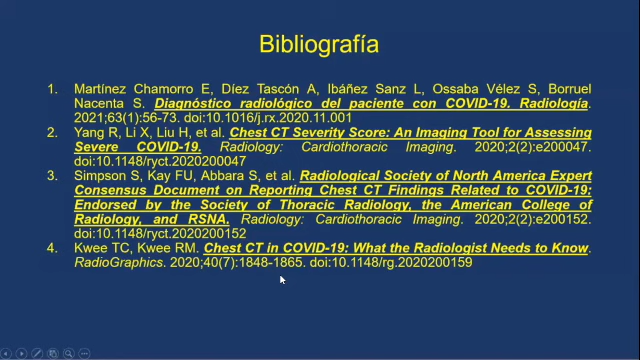 Bibliografía
1. Martínez Chamorro E, Díez Tascón A, Ibáñez Sanz L, Ossaba Vélez S, Borruel
Nacenta S. Diagnóstico radiológico del paciente con COVID-19. Radiología.
2021;63(1):56-73. doi:10.1016/j.rx.2020.11.001
2. Yang R, Li X, Liu H, et al. Chest CT Severity Score: An Imaging Tool for Assessing
Severe COVID-19. Radiology: Cardiothoracic Imaging. 2020;2(2):e200047.
doi:10.1148/ryct.2020200047
3. Simpson S, Kay FU, Abbara S, et al. Radiological Society of North America Expert
Consensus Document on Reporting Chest CT Findings Related to COVID-19:
Endorsed by the Society of Thoracic Radiology, the American College of
Radiology, and RSNA. Radiology: Cardiothoracic Imaging. 2020;2(2):e200152.
doi:10.1148/ryct.2020200152
4. Kwee TC, Kwee RM. Chest CT in COVID-19: What the Radiologist Needs to Know.
RadioGraphics. 2020;40(7):1848-1865. doi:10.1148/rg.2020200159